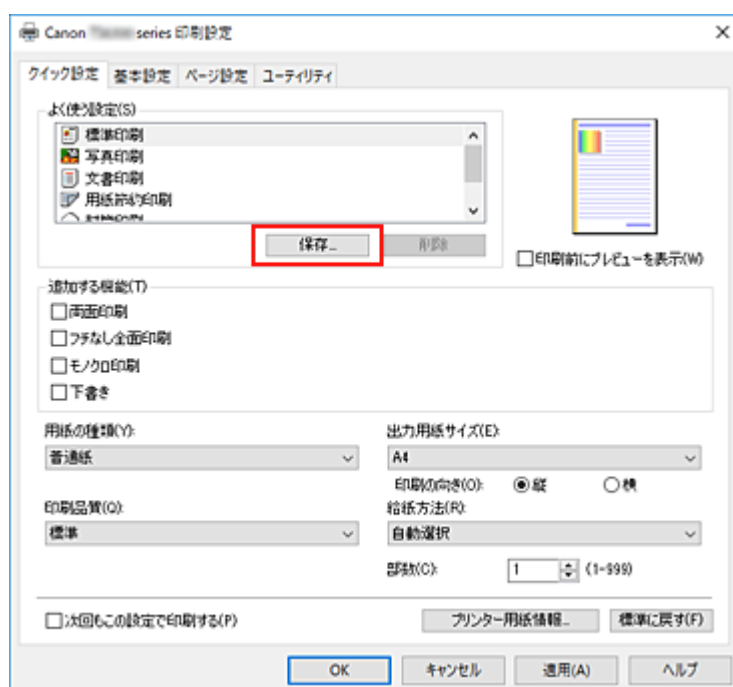 Canon series 印刷設定
クイック設定 基本設定 ページ設定 ユーティリティ
よく使う設定(S)
標準印刷
写真印刷
文書印刷
用紙節約印刷
保存... 削除
印刷前にプレビューを表示(W)
追加する機能(T)
両面印刷
フチなし全面印刷
モノクロ印刷
下書き
用紙の種類(Y): 出力用紙サイズ(E):
普通紙 A4
印刷の向き(O): 縦 横
印刷品質(Q): 給紙方法(R):
標準 自動選択
部数(C): 1 (1-999)
次回もこの設定で印刷する(P) プリンター用紙情報... 標準に戻す(F)
OK キャンセル 適用(A) ヘルプ